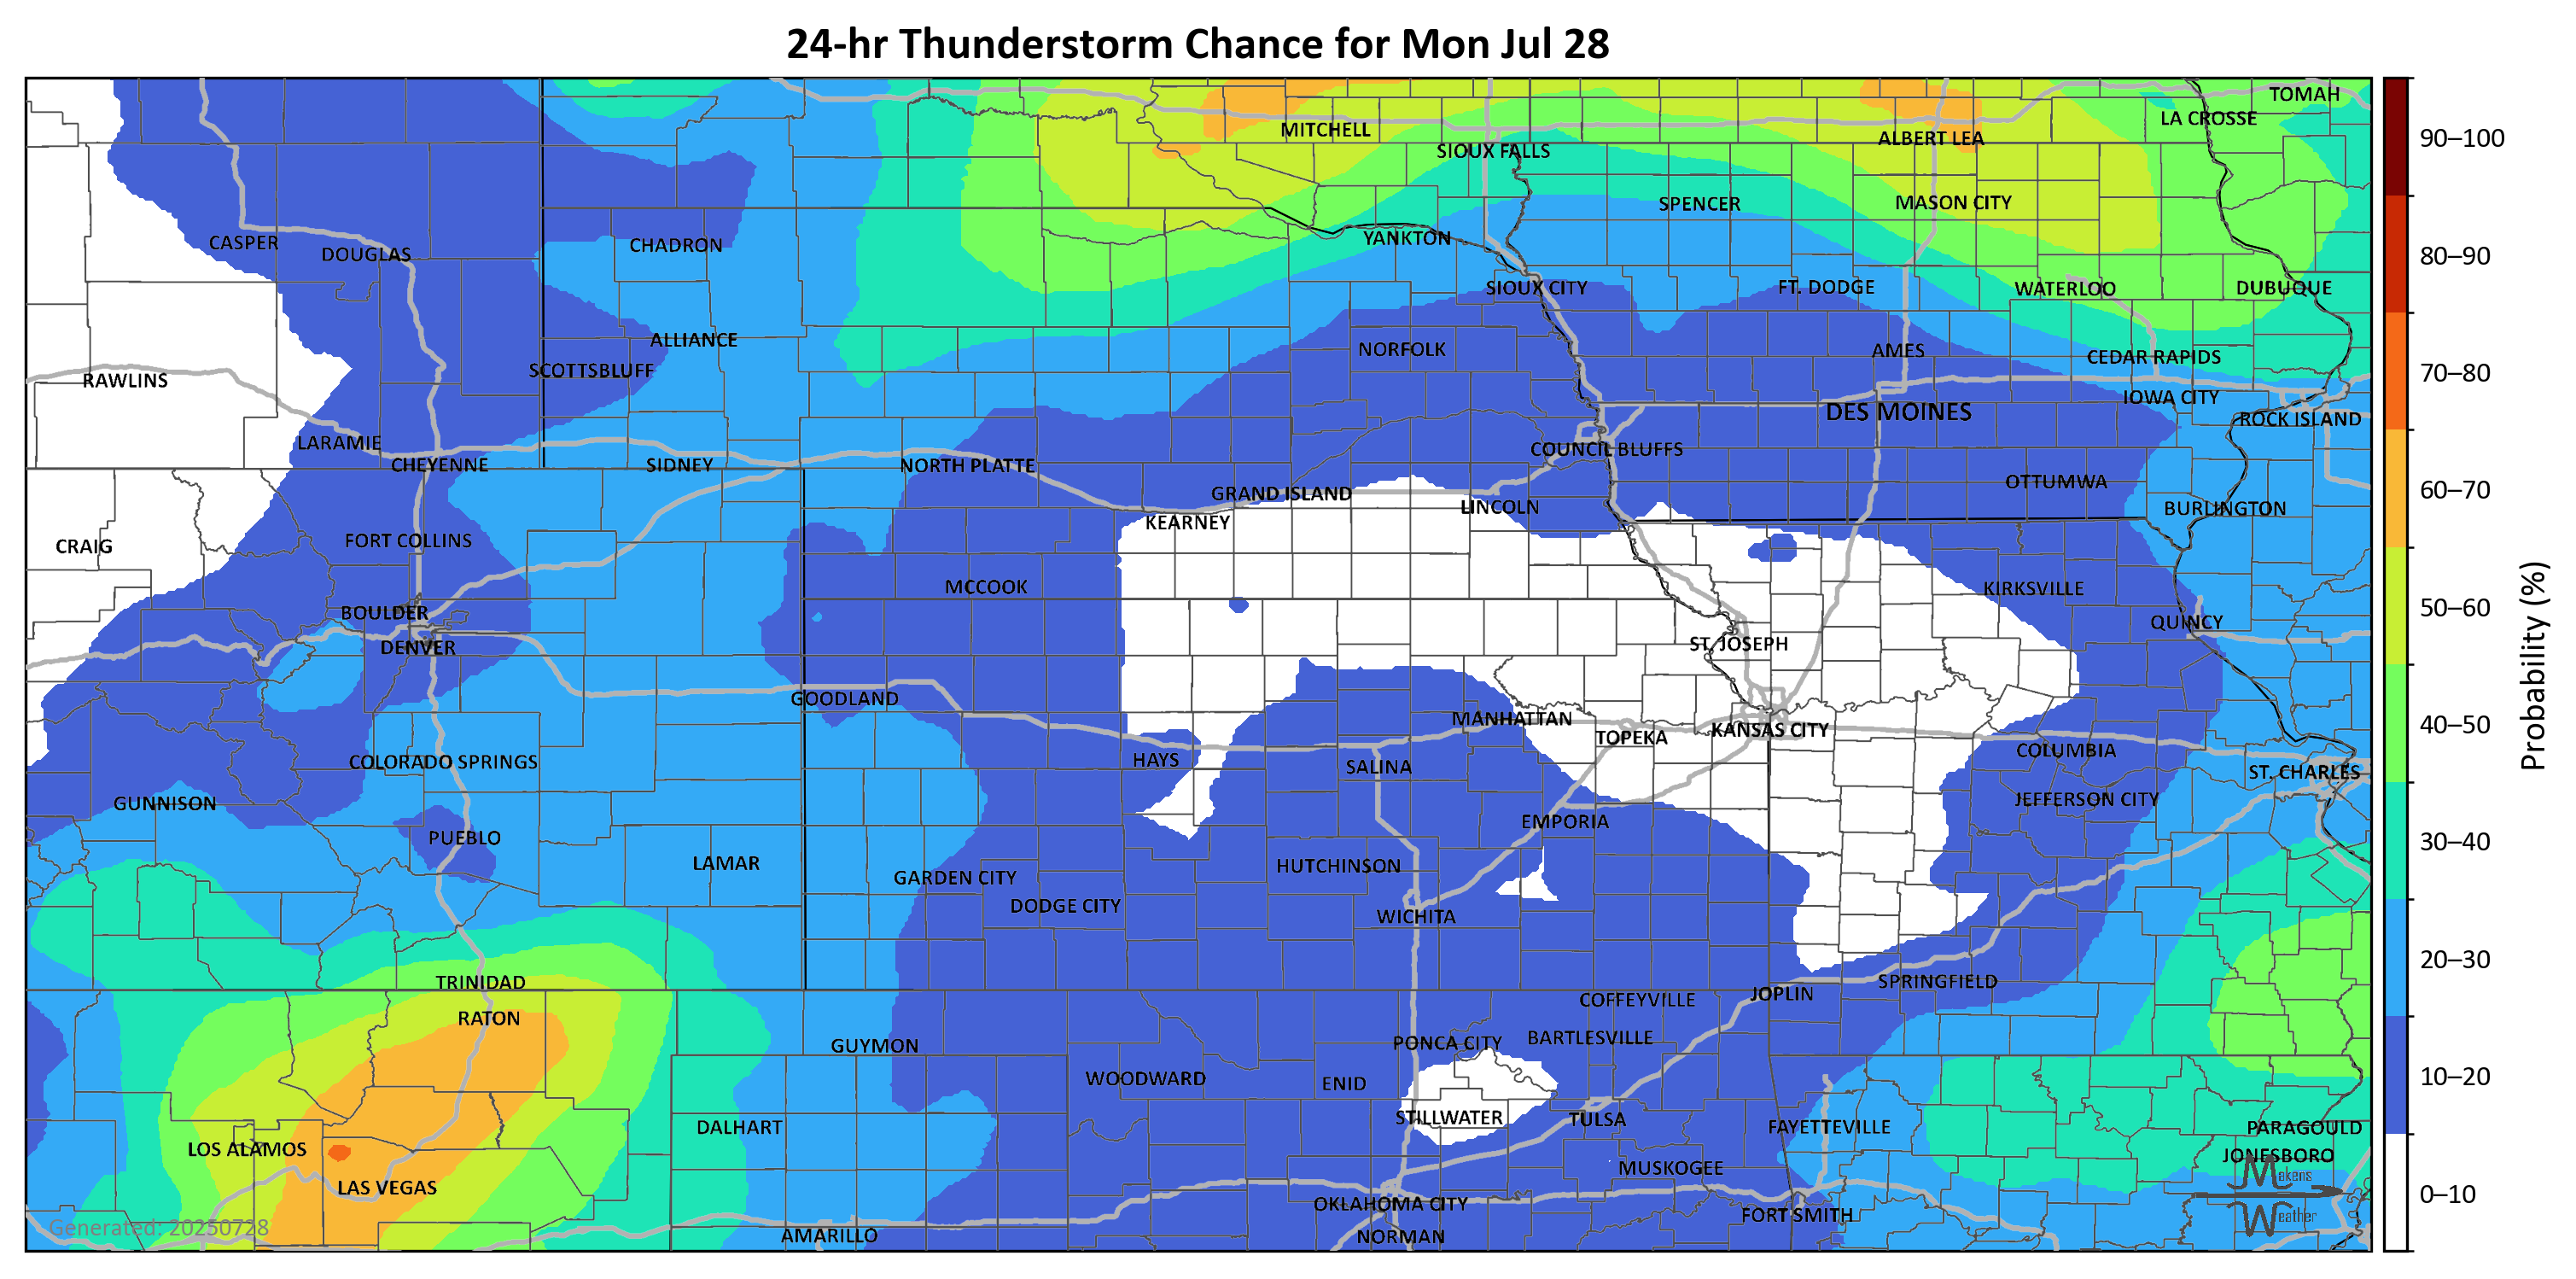 24-hr Thunderstorm Chance for Mon Jul 28
TOMAH
LA CROSSE
MITCHELL
ALBERT LEA
SIOUX FALLS
SPENCER
MASON CITY
CASPER
DOUGLAS
CHADRON
YANKTON
SIOUX CITY
FT. DODGE
WATERLOO
DUBUQUE
ALLIANCE
NORFOLK
AMES
CEDAR RAPIDS
RAWLINS
SCOTTSBLUFF
IOWA CITY
DES MOINES
ROCK ISLAND
LARAMIE
COUNCIL BLUFFS
CHEYENNE
SIDNEY
NORTH PLATTE
GRAND ISLAND
OTTUMWA
LINCOLN
BURLINGTON
KEARNEY
CRAIG
FORT COLLINS
MCCOOK
KIRKSVILLE
BOULDER
QUINCY
DENVER
ST. JOSEPH
GOODLAND
MANHATTAN
KANSAS CITY
TOPEKA
COLUMBIA
COLORADO SPRINGS
HAYS
SALINA
ST. CHARLES
GUNNISON
JEFFERSON CITY
EMPORIA
PUEBLO
LAMAR
HUTCHINSON
GARDEN CITY
DODGE CITY
WICHITA
TRINIDAD
SPRINGFIELD
JOPLIN
COFFEYVILLE
RATON
GUYMON
PONCA CITY
BARTLESVILLE
WOODWARD
ENID
STILLWATER
TULSA
DALHART
FAYETTEVILLE
PARAGOULD
LOS ALAMOS
JONESBORO
MUSKOGEE
LAS VEGAS
OKLAHOMA CITY
FORT SMITH
AMARILLO
NORMAN
Generated: 20250728
Makens
Weather
90–100
80–90
70–80
60–70
50–60
40–50
30–40
20–30
10–20
0–10
Probability (%)